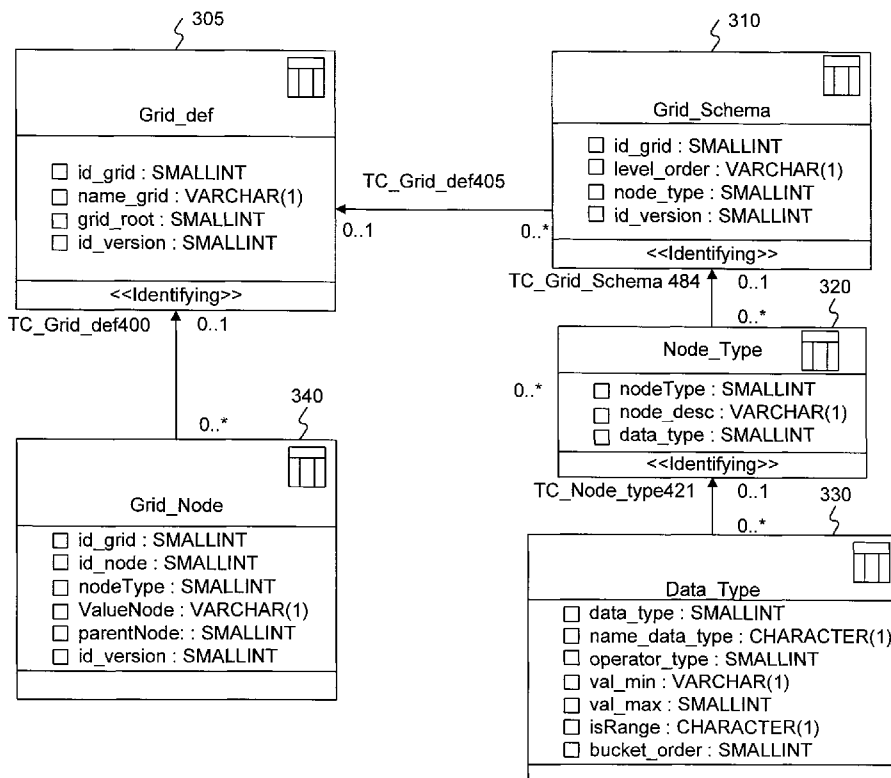 305
Grid_def
id_grid : SMALLINT
name_grid : VARCHAR(1)
grid_root : SMALLINT
id_version : SMALLINT
<<Identifying>>
TC_Grid_def405
0..1
0..*
310
Grid_Schema
id_grid : SMALLINT
level_order : VARCHAR(1)
node_type : SMALLINT
id_version : SMALLINT
<<Identifying>>
TC_Grid_def400
0..1
0..*
TC_Grid_Schema 484
0..1
0..*
320
Node_Type
nodeType : SMALLINT
node_desc : VARCHAR(1)
data_type : SMALLINT
<<Identifying>>
0..*
340
Grid_Node
id_grid : SMALLINT
id_node : SMALLINT
nodeType : SMALLINT
ValueNode : VARCHAR(1)
parentNode: : SMALLINT
id_version : SMALLINT
TC_Node_type421
0..1
0..*
330
Data_Type
data_type : SMALLINT
name_data_type : CHARACTER(1)
operator_type : SMALLINT
val_min : VARCHAR(1)
val_max : SMALLINT
isRange : CHARACTER(1)
bucket_order : SMALLINT